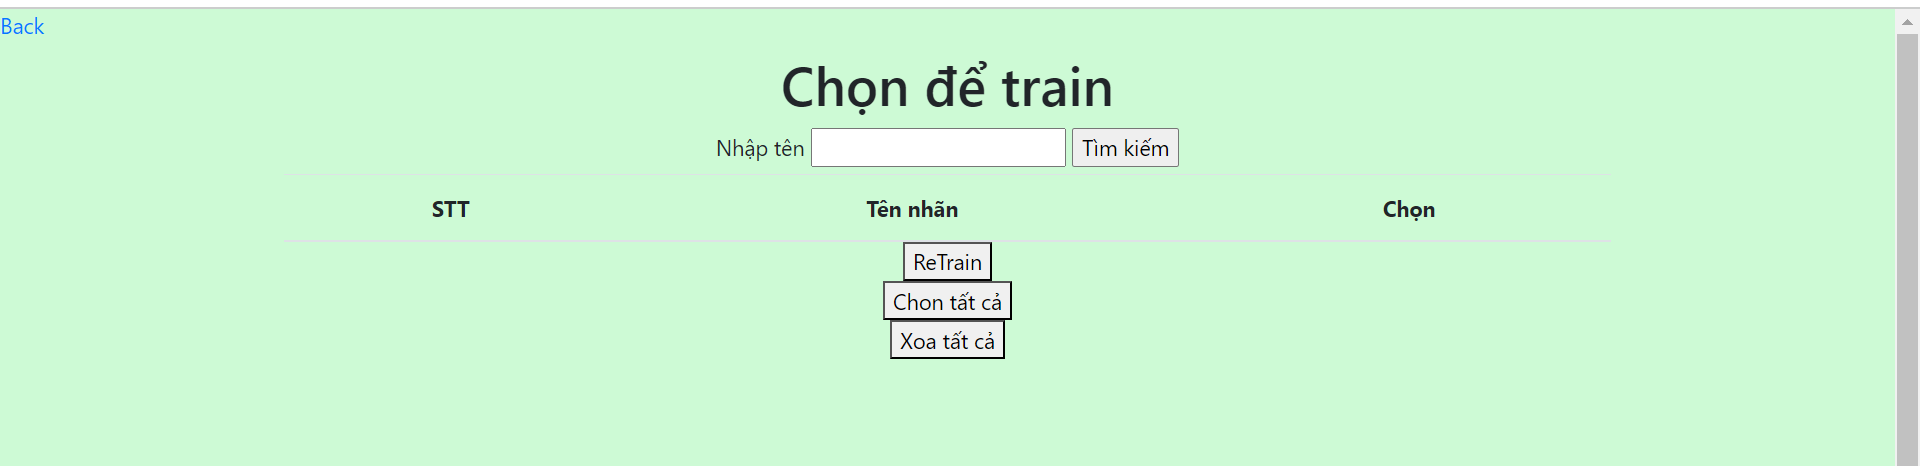 Back
Chọn để train
Nhập tên Tìm kiếm
STT Tên nhãn Chọn
ReTrain
Chon tất cả
Xoa tất cả